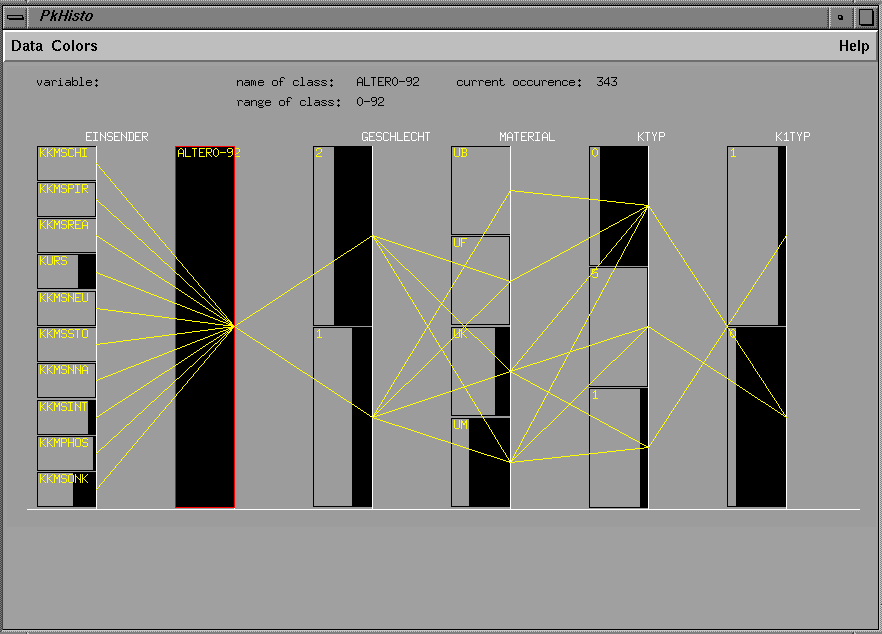 PkHisto
Data Colors Help
variable: name of class: ALTER0-92 current occurence: 343
range of class: 0-92
EINSENDER GESCHLECHT MATERIAL KTYP K1TYP
KKMSCHI ALTER0-92 2 UB 0 1
KKMSPIR
KKMSREA
UF
KURS
5
KKMSNEU
KKMSSTO 1 UK 0
KKMSNNA
1
KKMSINT
UM
KKMPHOS
KKMSONK